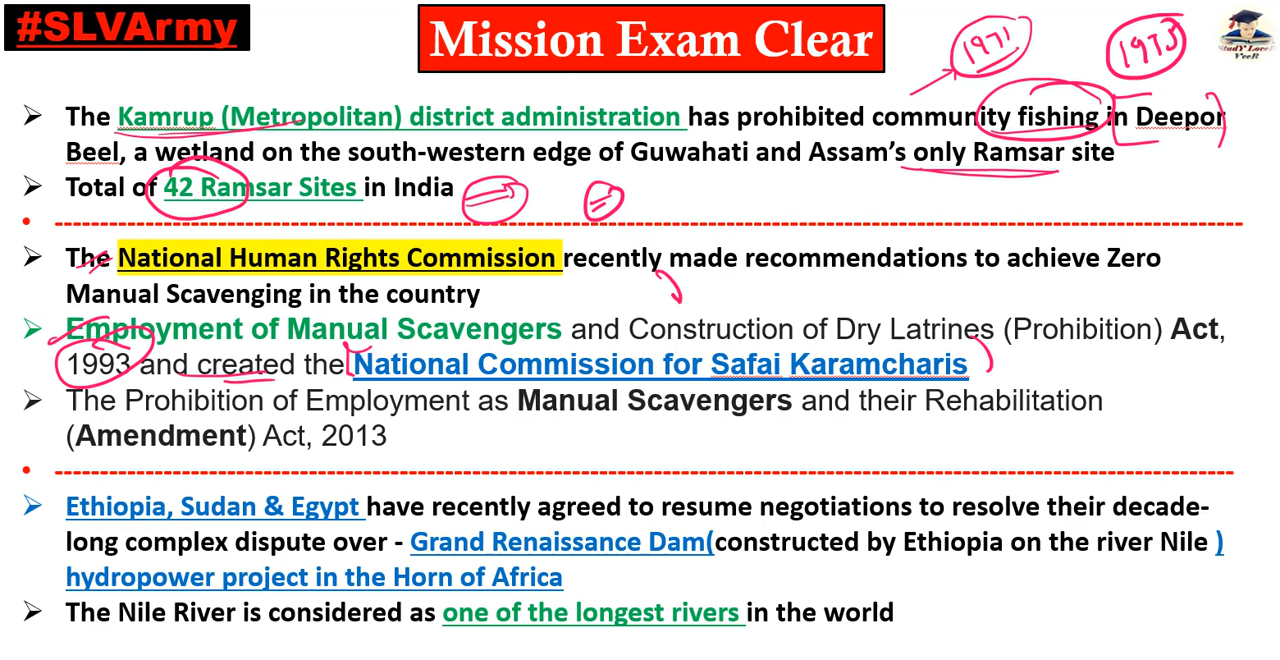 #SLVArmy
Mission Exam Clear
1971
1975
StudY LoveR
VeeR
➢ The Kamrup (Metropolitan) district administration has prohibited community fishing in Deepor
Beel, a wetland on the south-western edge of Guwahati and Assam's only Ramsar site
➢ Total of 42 Ramsar Sites in India
➢ The National Human Rights Commission recently made recommendations to achieve Zero
Manual Scavenging in the country
➢ Employment of Manual Scavengers and Construction of Dry Latrines (Prohibition) Act,
1993 and created the National Commission for Safai Karamcharis
➢ The Prohibition of Employment as Manual Scavengers and their Rehabilitation
(Amendment) Act, 2013
➢ Ethiopia, Sudan & Egypt have recently agreed to resume negotiations to resolve their decade-
long complex dispute over - Grand Renaissance Dam(constructed by Ethiopia on the river Nile )
hydropower project in the Horn of Africa
➢ The Nile River is considered as one of the longest rivers in the world